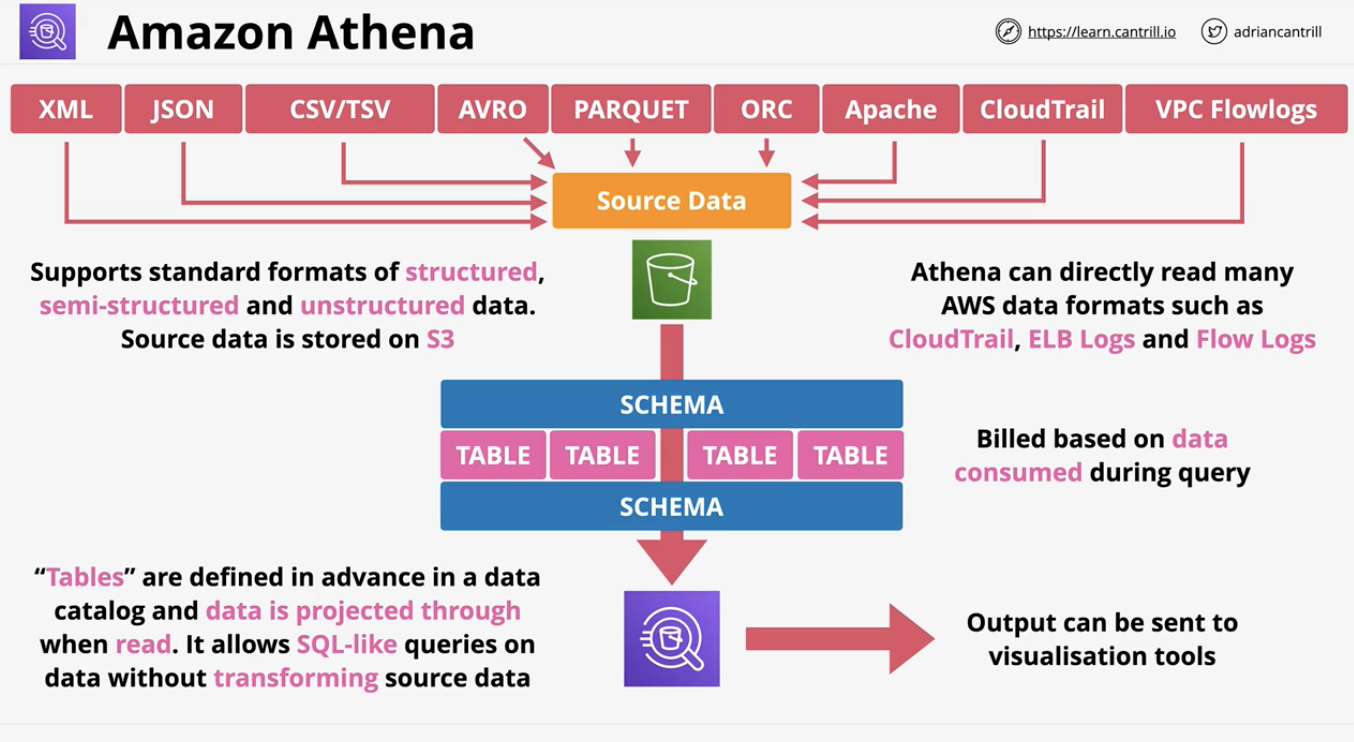 Amazon Athena
https://learn.cantrill.io
adriancantrill
XML
JSON
CSV/TSV
AVRO
PARQUET
ORC
Apache
CloudTrail
VPC Flowlogs
Source Data
Supports standard formats of structured,
semi-structured and unstructured data.
Source data is stored on S3
Athena can directly read many
AWS data formats such as
CloudTrail, ELB Logs and Flow Logs
SCHEMA
TABLE
TABLE
TABLE
TABLE
SCHEMA
Billed based on data
consumed during query
“Tables” are defined in advance in a data
catalog and data is projected through
when read. It allows SQL-like queries on
data without transforming source data
Output can be sent to
visualisation tools